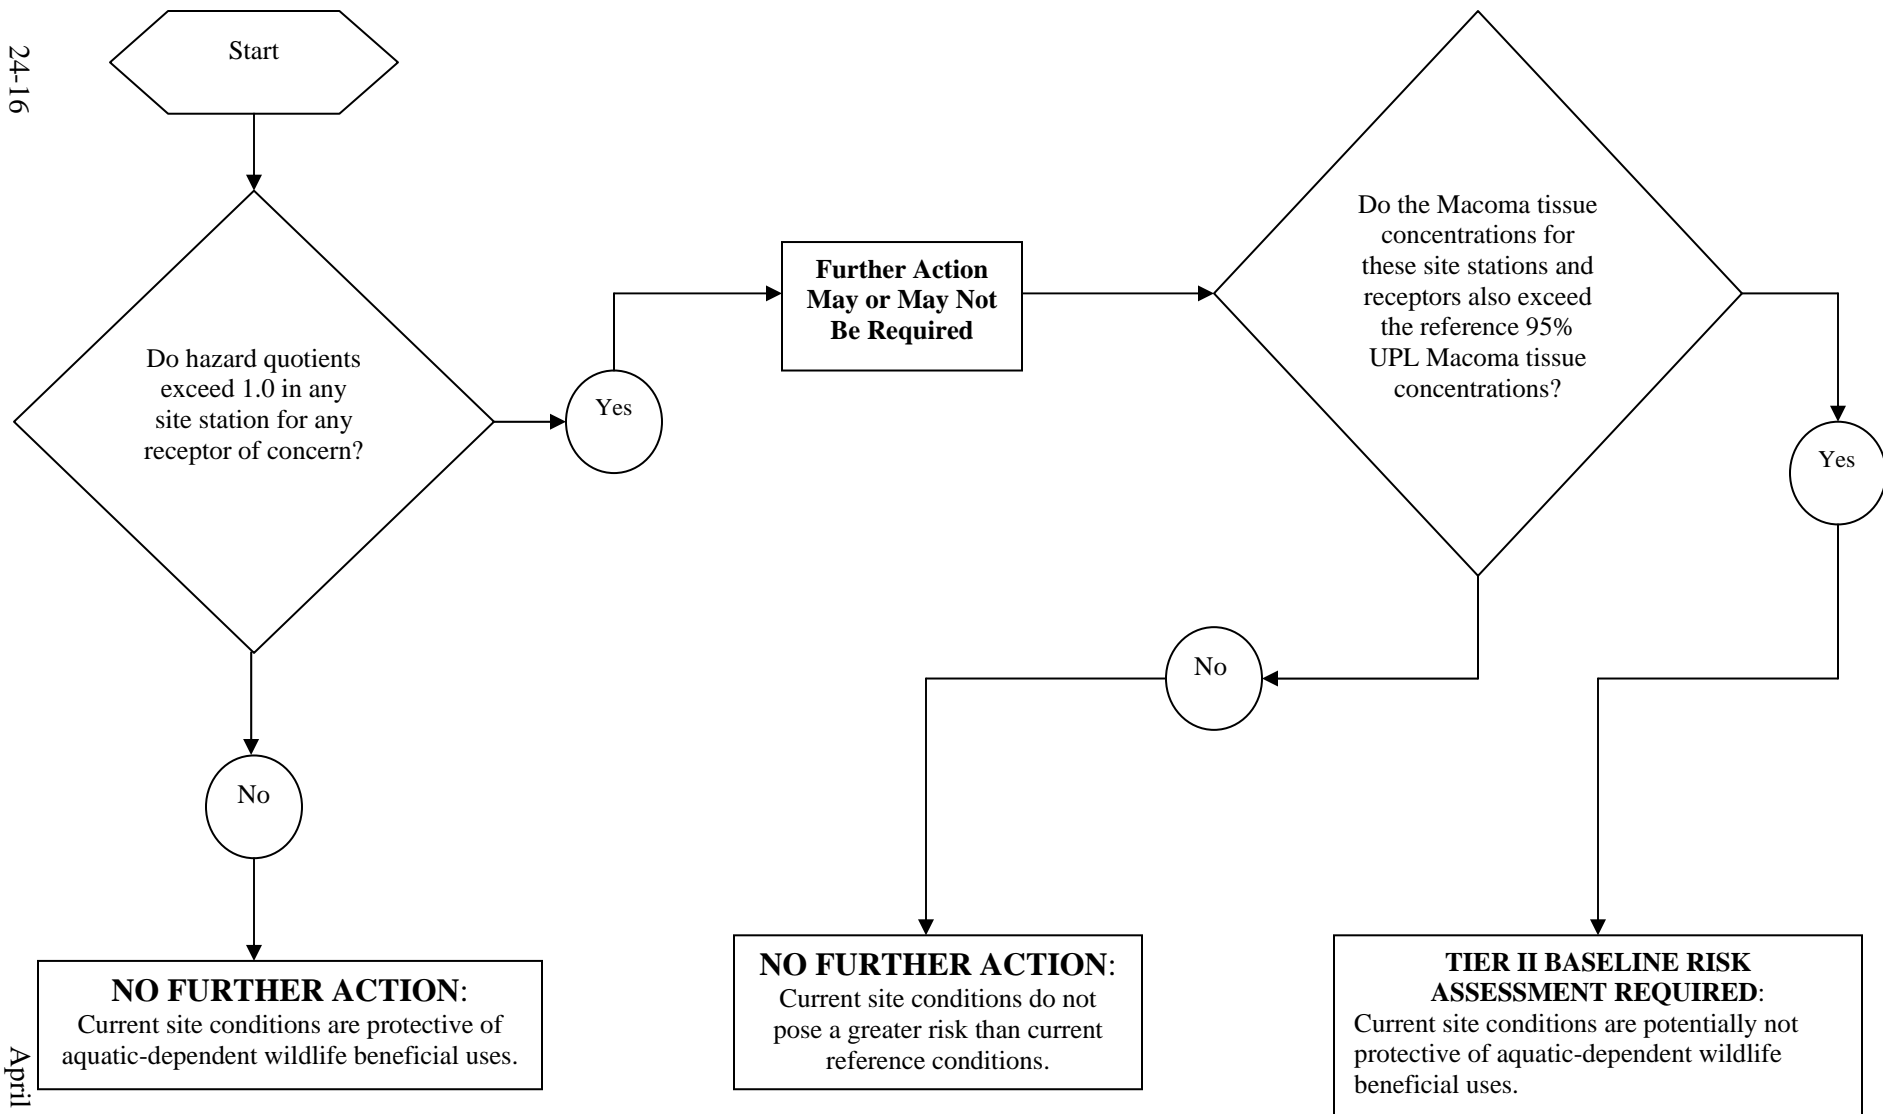 24-16
Start
Do hazard quotients
exceed 1.0 in any
site station for any
receptor of concern?
Yes
Further Action
May or May Not
Be Required
Do the Macoma tissue
concentrations for
these site stations and
receptors also exceed
the reference 95%
UPL Macoma tissue
concentrations?
Yes
No
No
NO FURTHER ACTION:
Current site conditions are protective of
aquatic-dependent wildlife beneficial uses.
NO FURTHER ACTION:
Current site conditions do not
pose a greater risk than current
reference conditions.
TIER II BASELINE RISK
ASSESSMENT REQUIRED:
Current site conditions are potentially not
protective of aquatic-dependent wildlife
beneficial uses.
April